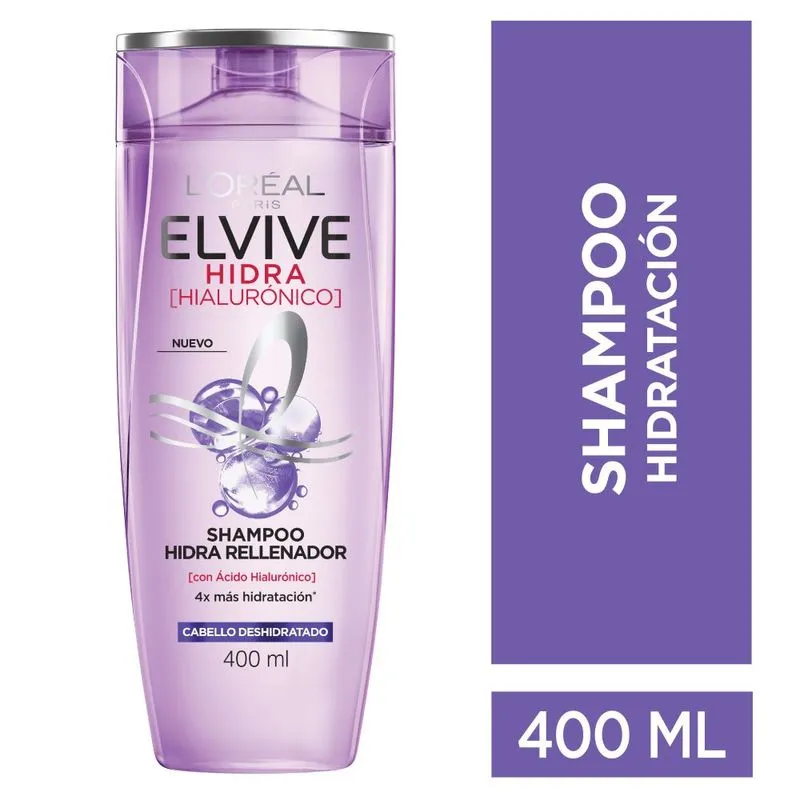 L'ORÉAL
PARIS
ELVIVE
HIDRA
[HIALURÓNICO]
NUEVO
SHAMPOO
HIDRA RELLENADOR
[con Ácido Hialurónico]
4x más hidratación*
CABELLO DESHIDRATADO
400 ml
SHAMPOO
HIDRATACIÓN
400 ML